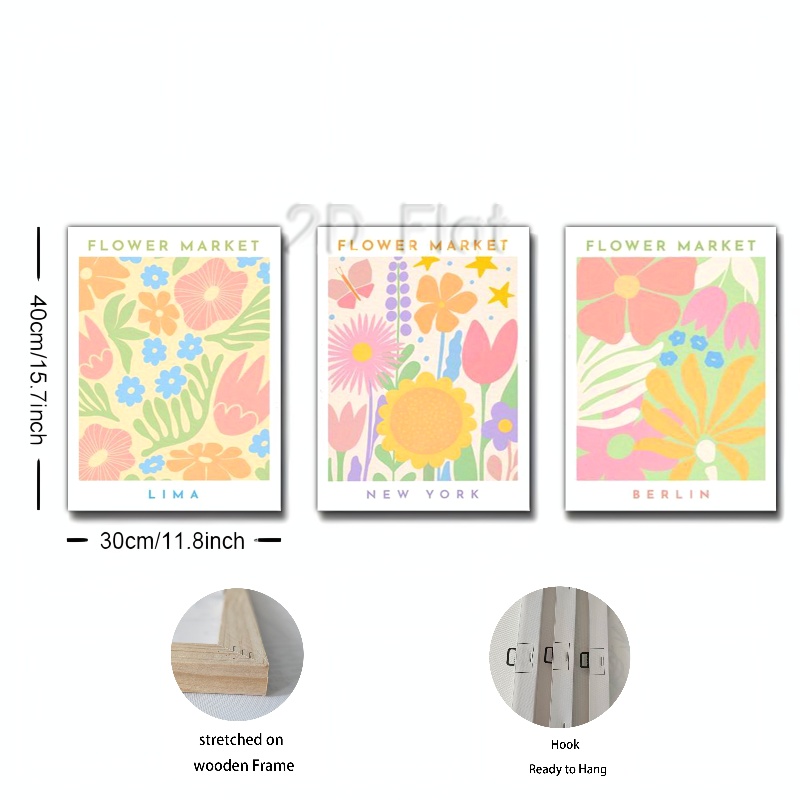 2D Flat
FLOWER MARKET
FLOWER MARKET
FLOWER MARKET
40cm/15.7inch
LIMA
NEW YORK
BERLIN
30cm/11.8inch
stretched on
wooden Frame
Hook
Ready to Hang